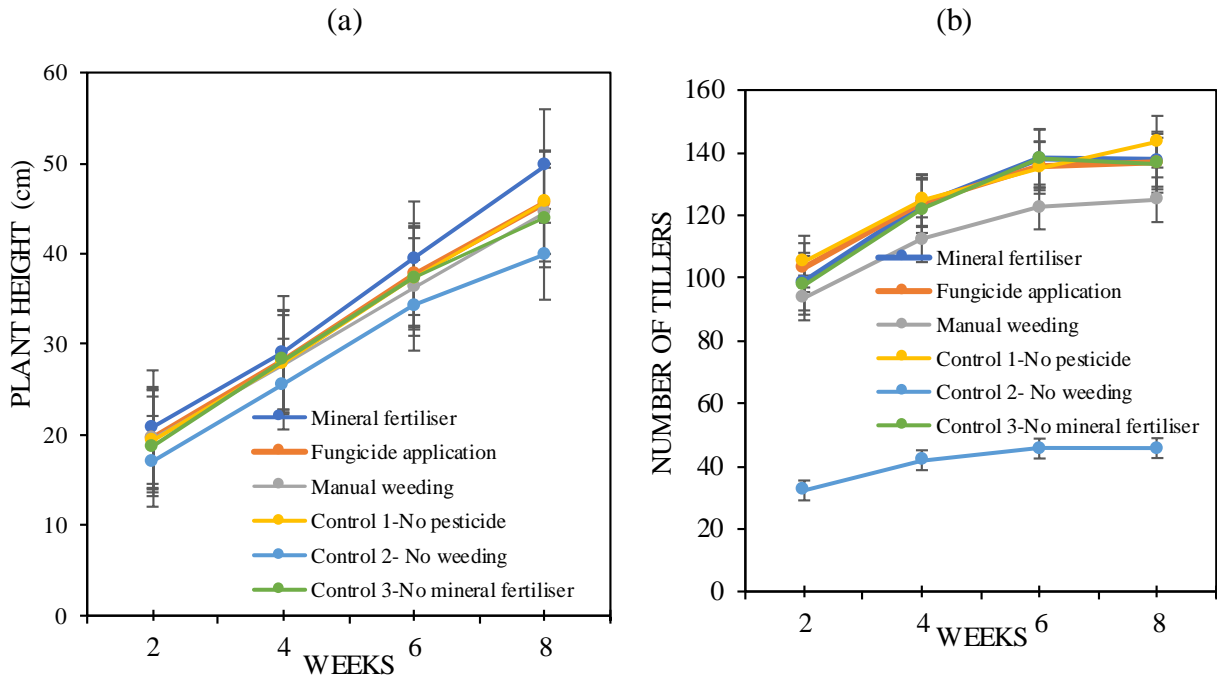 (a)
60
50
40
30
20
10
0
PLANT HEIGHT (cm)
Mineral fertiliser
Fungicide application
Manual weeding
Control 1-No pesticide
Control 2- No weeding
Control 3-No mineral fertiliser
2 4 6 8
WEEKS
(b)
160
140
120
100
80
60
40
20
0
NUMBER OF TILLERS
Mineral fertiliser
Fungicide application
Manual weeding
Control 1-No pesticide
Control 2- No weeding
Control 3-No mineral fertiliser
2 4 6 8
WEEKS